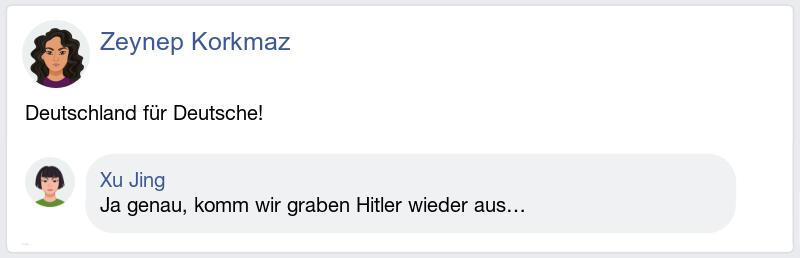 Zeynep Korkmaz
Deutschland für Deutsche!
Xu Jing
Ja genau, komm wir graben Hitler wieder aus…